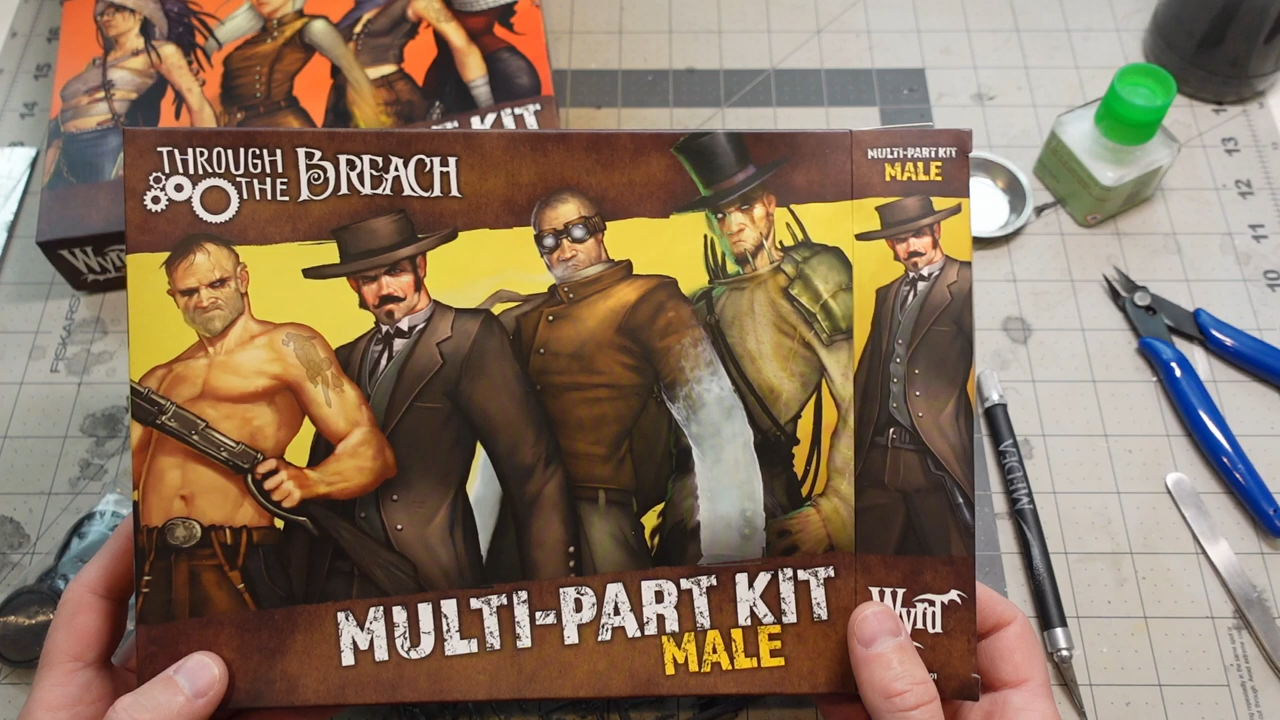 KIT
Wyrd
THROUGH
THE BREACH
MULTI-PART KIT
MALE
MULTI-PART KIT
MALE
Wyrd
FISKARS
16
15
14
13
12
11
10